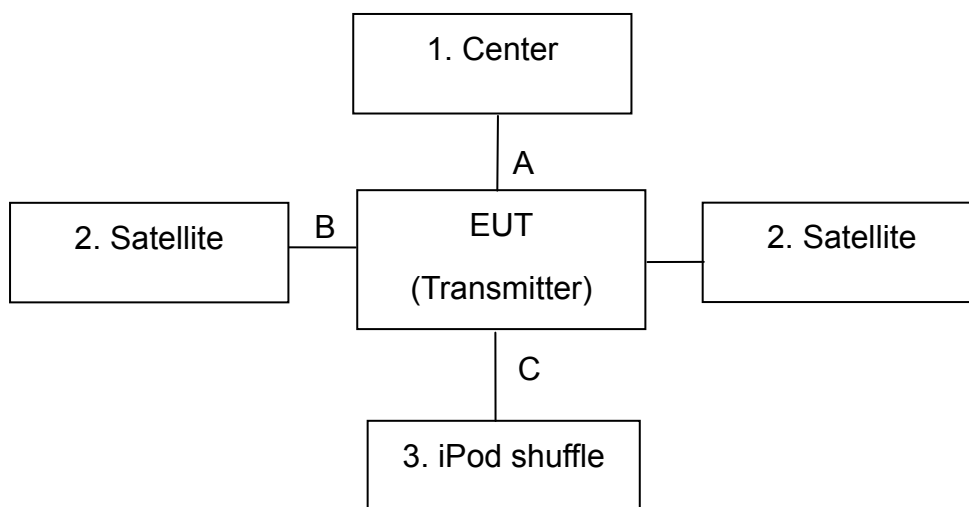 1. Center
A
2. Satellite
B
EUT
(Transmitter)
2. Satellite
C
3. iPod shuffle